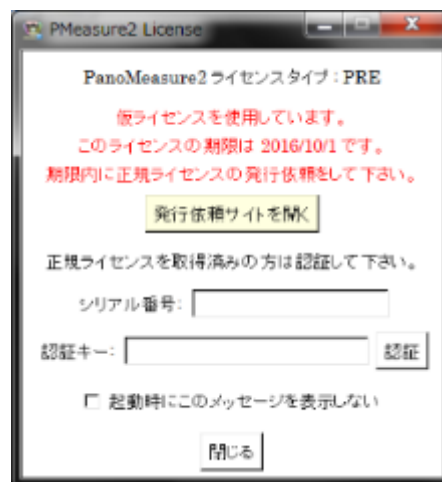 PMeasure2 License
PanoMeasure2 ライセンスタイプ : PRE
仮ライセンスを使用しています。
このライセンスの期限は 2016/10/1 です。
期限内に正規ライセンスの発行依頼をして下さい。
発行依頼サイトを開く
正規ライセンスを取得済みの方は認証して下さい。
シリアル番号:
認証キー:
認証
起動時にこのメッセージを表示しない
閉じる